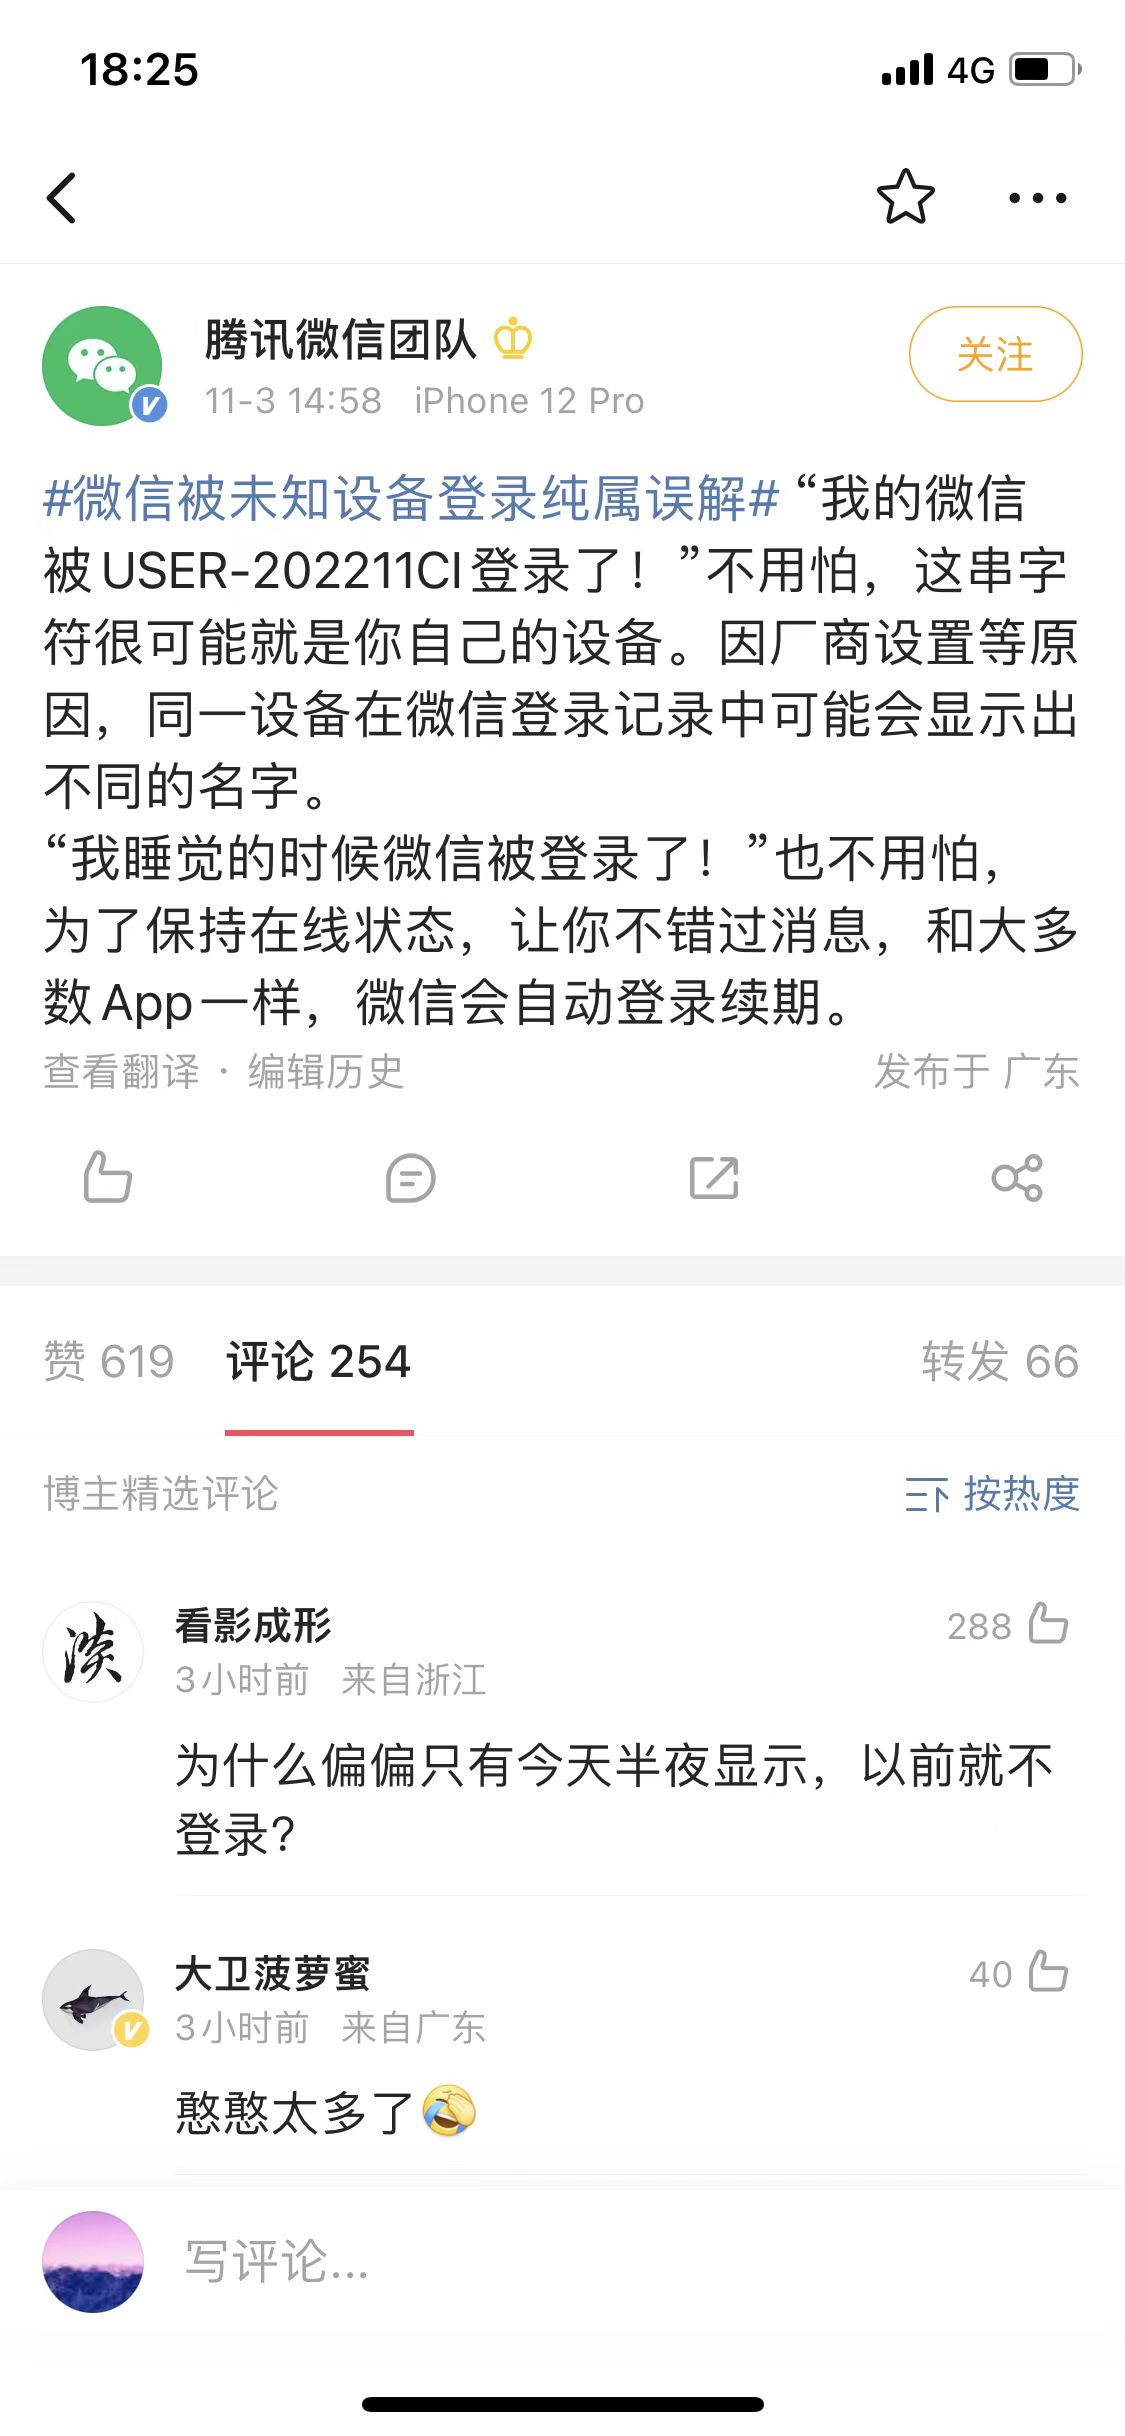 18:25
4G
腾讯微信团队
关注
11-3 14:58 iPhone 12 Pro
#微信被未知设备登录纯属误解# “我的微信
被USER-202211CI登录了！”不用怕，这串字
符很可能就是你自己的设备。因厂商设置等原
因，同一设备在微信登录记录中可能会显示出
不同的名字。
“我睡觉的时候微信被登录了！”也不用怕，
为了保持在线状态，让你不错过消息，和大多
数App一样，微信会自动登录续期。
查看翻译 · 编辑历史
发布于 广东
赞 619
评论 254
转发 66
博主精选评论
按热度
淡
看影成形
288
3小时前 来自浙江
为什么偏偏只有今天半夜显示，以前就不
登录?
大卫菠萝蜜
40
3小时前 来自广东
憨憨太多了
写评论...